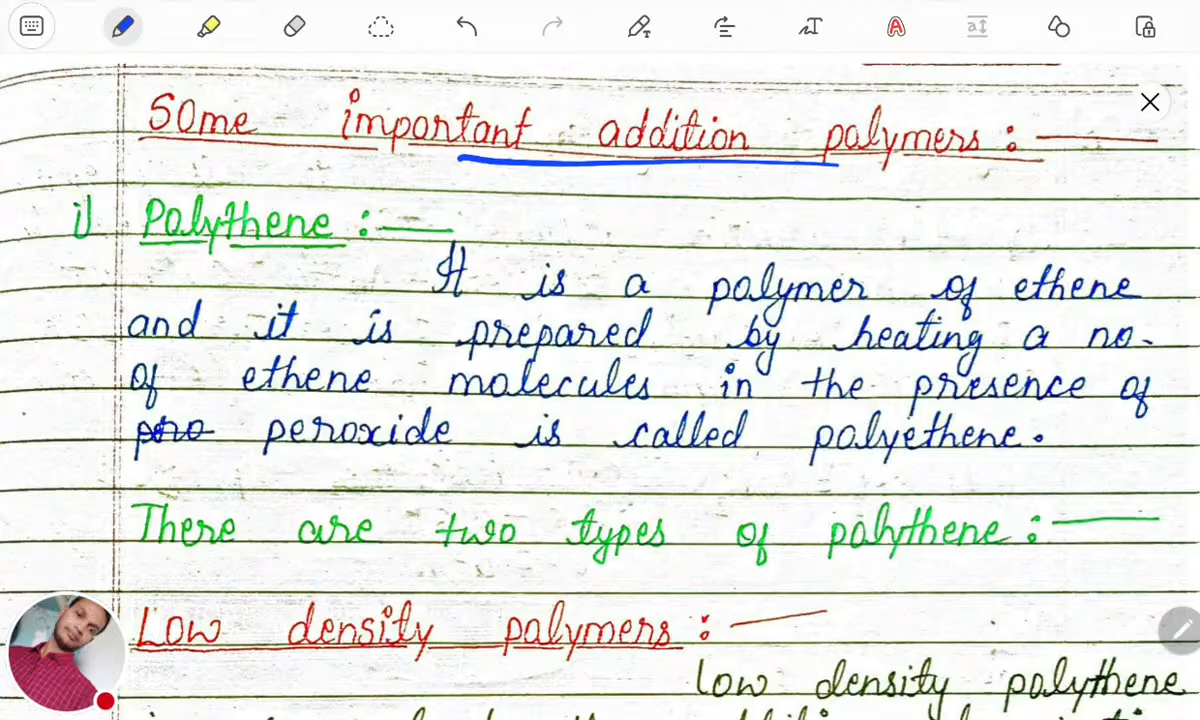 Some important addition polymers :—
i) Polythene :—
It is a polymer of ethene
and it is prepared by heating a no.
of ethene molecules in the presence of
pro peroxide is called polyethene.
There are two types of polythene :—
Low density polymers :—
low density polythene